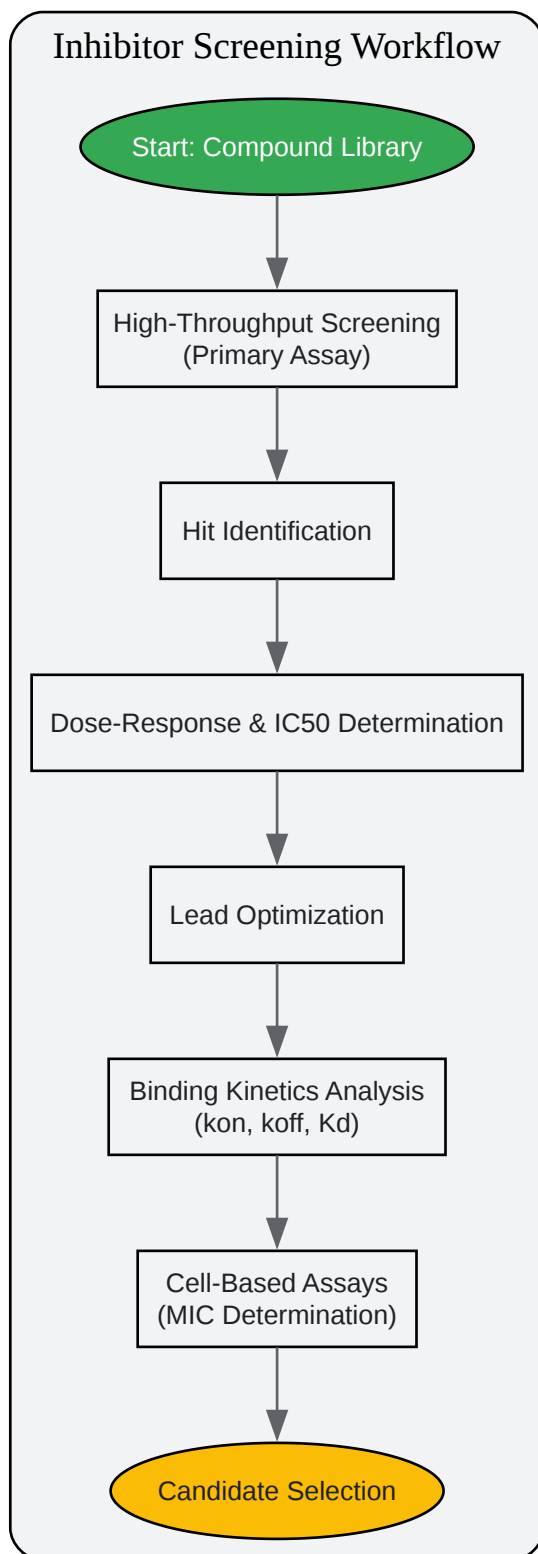 Inhibitor Screening Workflow
Start: Compound Library
High-Throughput Screening
(Primary Assay)
Hit Identification
Dose-Response & IC50 Determination
Lead Optimization
Binding Kinetics Analysis
(kon, koff, Kd)
Cell-Based Assays
(MIC Determination)
Candidate Selection